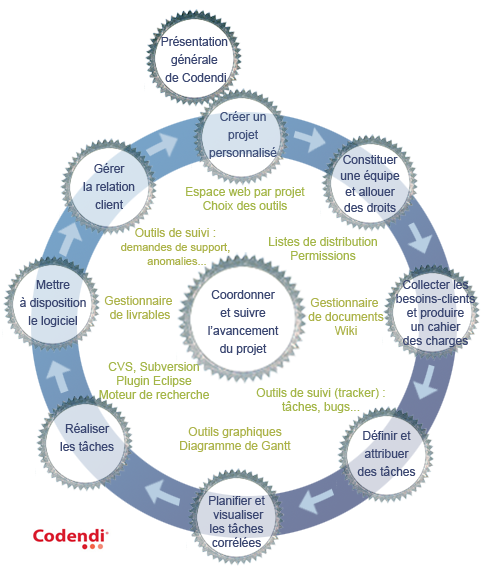 Présentation
générale
de Codendi
Créer un
projet
personnalisé
Constituer
une équipe
et allouer
des droits
Collecter les
besoins-clients
et produire
un cahier
des charges
Définir et
attribuer
des tâches
Planifier et
visualiser
les tâches
corrélées
Réaliser
les tâches
Mettre
à disposition
le logiciel
Gérer
la relation
client
Espace web par projet
Choix des outils
Listes de distribution
Permissions
Gestionnaire
de documents
Wiki
Outils de suivi (tracker) :
tâches, bugs...
Outils graphiques
Diagramme de Gantt
CVS, Subversion
Plugin Eclipse
Moteur de recherche
Gestionnaire
de livrables
Outils de suivi :
demandes de support,
anomalies...
Coordonner
et suivre
l'avancement
du projet
Codendi